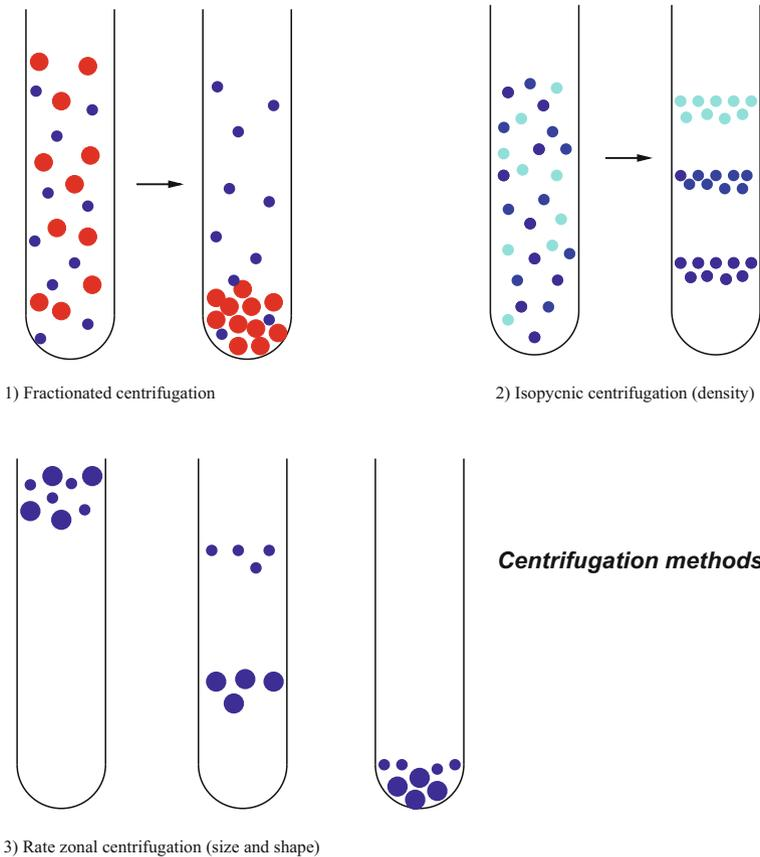 1) Fractionated centrifugation
2) Isopycnic centrifugation (density)
Centrifugation methods
3) Rate zonal centrifugation (size and shape)